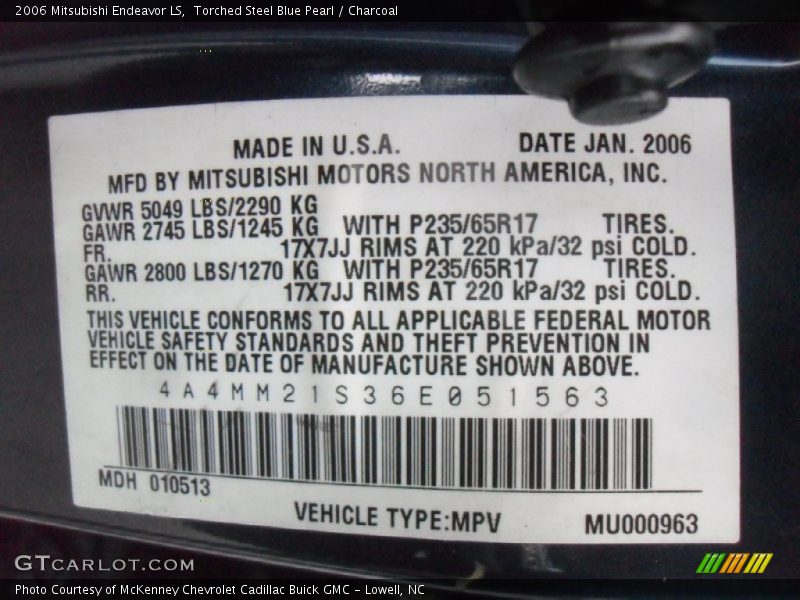 2006 Mitsubishi Endeavor LS, Torched Steel Blue Pearl / Charcoal
MADE IN U.S.A. DATE JAN. 2006
MFD BY MITSUBISHI MOTORS NORTH AMERICA, INC.
GVWR 5049 LBS/2290 KG
GAWR 2745 LBS/1245 KG WITH P235/65R17 TIRES.
FR. 17X7JJ RIMS AT 220 kPa/32 psi COLD.
GAWR 2800 LBS/1270 KG WITH P235/65R17 TIRES.
RR. 17X7JJ RIMS AT 220 kPa/32 psi COLD.
THIS VEHICLE CONFORMS TO ALL APPLICABLE FEDERAL MOTOR
VEHICLE SAFETY STANDARDS AND THEFT PREVENTION IN
EFFECT ON THE DATE OF MANUFACTURE SHOWN ABOVE.
4A4MM21S36E051563
MDH 010513
VEHICLE TYPE:MPV MU000963
GTCARLOT.COM
Photo Courtesy of McKenney Chevrolet Cadillac Buick GMC - Lowell, NC